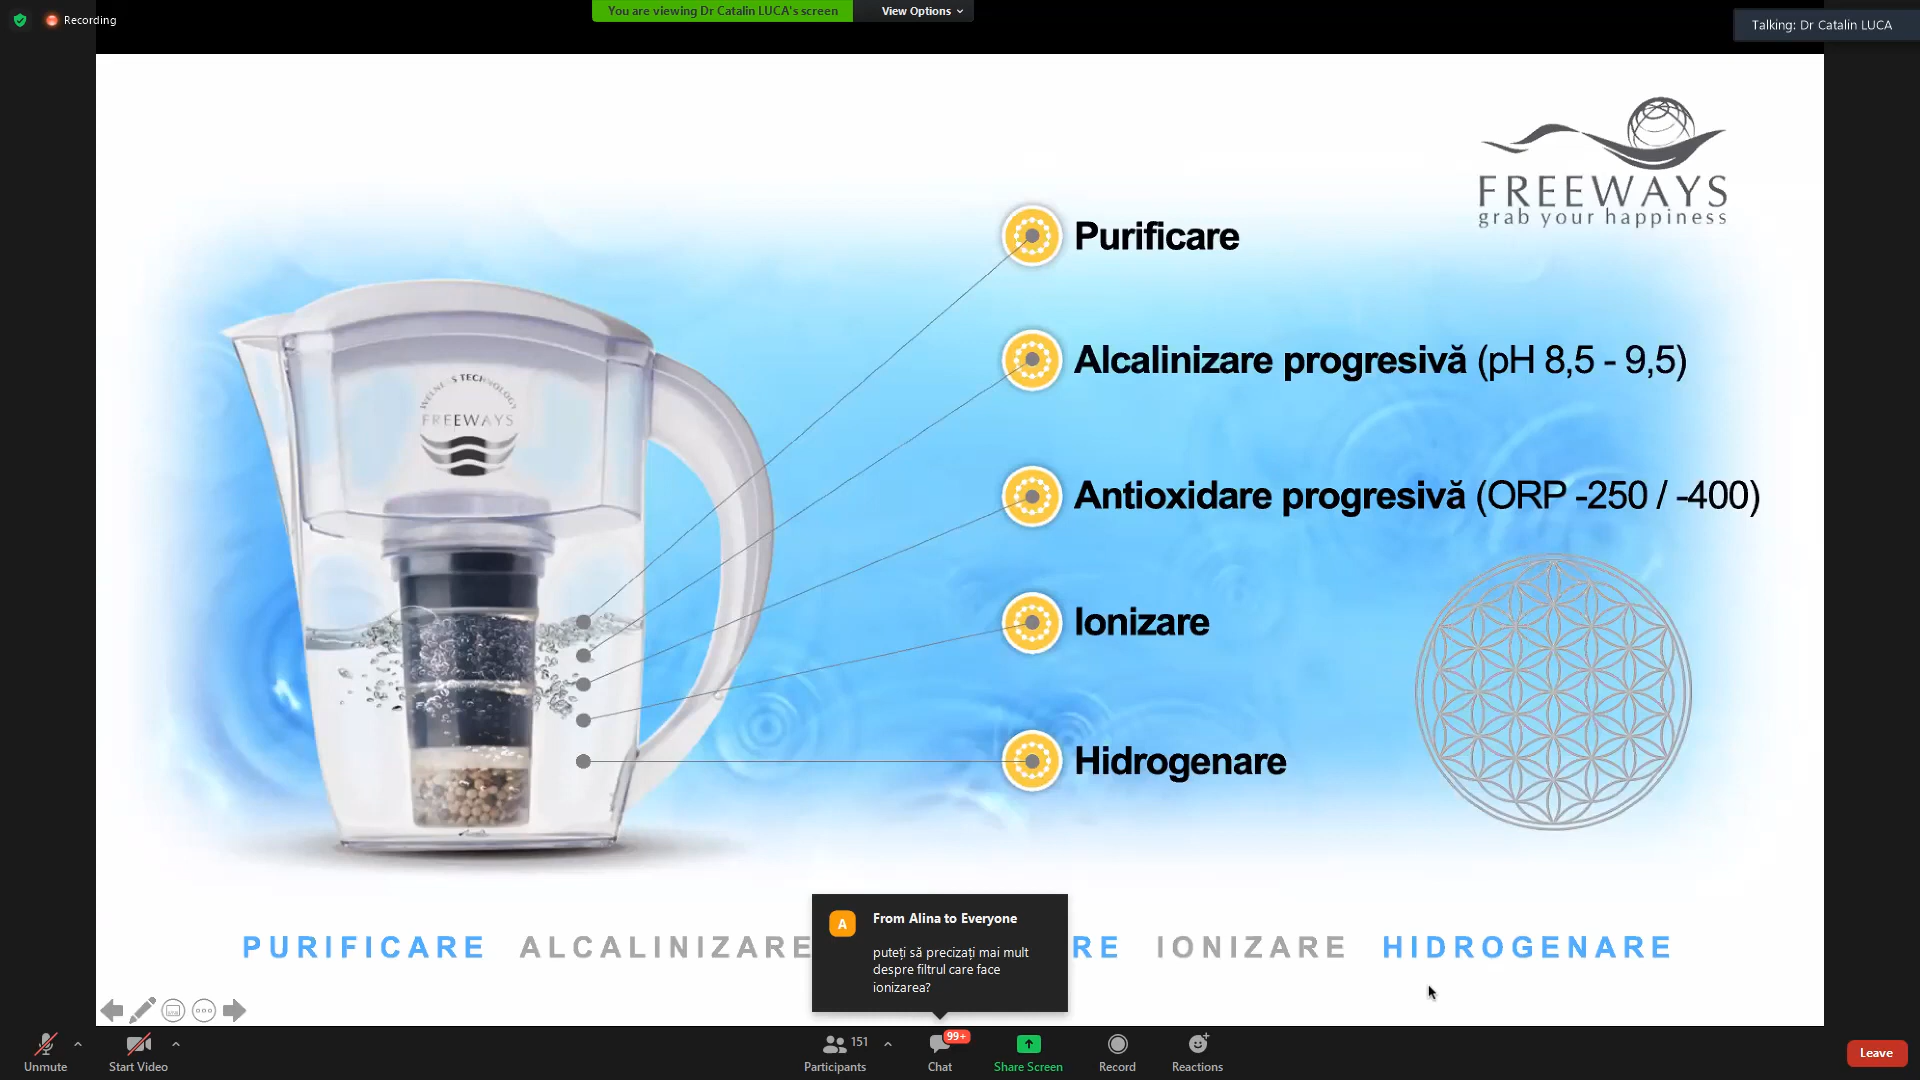 Recording
You are viewing Dr Catalin LUCA's screen
View Options
Talking: Dr Catalin LUCA
FREEWAYS
grab your happiness
Purificare
Alcalinizare progresivă (pH 8,5 - 9,5)
WELNESS TECHNOLOGY
FREEWAYS
Antioxidare progresivă (ORP -250 / -400)
Ionizare
Hidrogenare
From Alina to Everyone
A
puteți să precizați mai mult
despre filtrul care face
ionizarea?
PURIFICARE ALCALINIZARE RE IONIZARE HIDROGENARE
151
99+
Unmute
Start Video
Participants
Chat
Share Screen
Record
Reactions
Leave